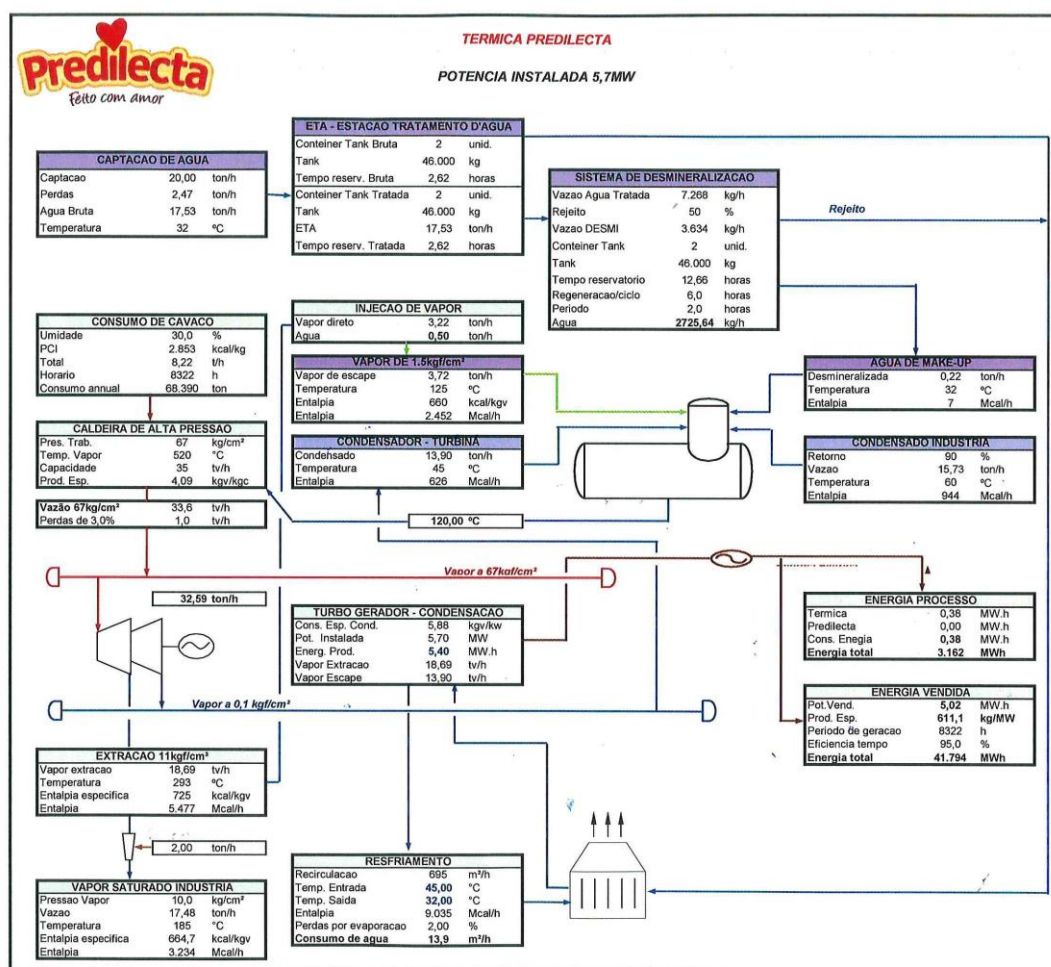 Predilecta
Feito com amor
TERMICA PREDILECTA
POTENCIA INSTALADA 5,7MW
ETA - ESTACAO TRATAMENTO D'AGUA
Conteiner Tank Bruta 2 unid.
Tank 46.000 kg
Tempo reserv. Bruta 2,62 horas
Conteiner Tank Tratada 2 unid.
Tank 46.000 kg
ETA 17,53 ton/h
Tempo reserv. Tratada 2,62 horas
CAPTACAO DE AGUA
Captacao 20,00 ton/h
Perdas 2,47 ton/h
Agua Bruta 17,53 ton/h
Temperatura 32 ºC
SISTEMA DE DESMINERALIZACAO
Vazao Agua Tratada 7.268 kg/h
Rejeito 50 %
Vazao DESMI 3.634 kg/h
Conteiner Tank 2 unid.
Tank 46.000 kg
Tempo reservatorio 12,66 horas
Regeneracao/ciclo 6,0 horas
Periodo 2,0 horas
Agua 2725,64 kg/h
Rejeito
INJECAO DE VAPOR
Vapor direto 3,22 ton/h
Agua 0,50 ton/h
CONSUMO DE CAVACO
Umidade 30,0 %
PCI 2.853 kcal/kg
Total 8,22 t/h
Horario 8322 h
Consumo annual 68.390 ton
VAPOR DE 1.5kgf/cm²
Vapor de escape 3,72 ton/h
Temperatura 125 ºC
Entalpia 660 kcal/kgv
Entalpia 2.452 Mcal/h
AGUA DE MAKE-UP
Desmineralizada 0,22 ton/h
Temperatura 32 ºC
Entalpia 7 Mcal/h
CALDEIRA DE ALTA PRESSAO
Pres. Trab. 67 kg/cm²
Temp. Vapor 520 ºC
Capacidade 35 tv/h
Prod. Esp. 4,09 kgv/kgc
Vazão 67kg/cm² 33,6 tv/h
Perdas de 3,0% 1,0 tv/h
CONDENSADOR - TURBINA
Condensado 13,90 ton/h
Temperatura 45 ºC
Entalpia 626 Mcal/h
CONDENSADO INDUSTRIA
Retorno 90 %
Vazao 15,73 ton/h
Temperatura 60 ºC
Entalpia 944 Mcal/h
120,00 ºC
Vapor a 67kgf/cm²
32,59 ton/h
TURBO GERADOR - CONDENSACAO
Cons. Esp. Cond. 5,88 kgv/kw
Pot. Instalada 5,70 MW
Energ. Prod. 5,40 MW.h
Vapor Extracao 18,69 tv/h
Vapor Escape 13,90 tv/h
ENERGIA PROCESSO
Termica 0,38 MW.h
Predilecta 0,00 MW.h
Cons. Enegia 0,38 MW.h
Energia total 3.162 MWh
Vapor a 0,1 kgf/cm²
ENERGIA VENDIDA
Pot.Vend. 5,02 MW.h
Prod. Esp. 611,1 kg/MW
Periodo de geracao 8322 h
Eficiencia tempo 95,0 %
Energia total 41.794 MWh
EXTRACAO 11kgf/cm²
Vapor extracao 18,69 tv/h
Temperatura 293 ºC
Entalpia especifica 725 kcal/kgv
Entalpia 5.477 Mcal/h
2,00 ton/h
VAPOR SATURADO INDUSTRIA
Pressao Vapor 10,0 kg/cm²
Vazao 17,48 ton/h
Temperatura 185 ºC
Entalpia especifica 664,7 kcal/kgv
Entalpia 3.234 Mcal/h
RESFRIAMENTO
Recirculacao 695 m³/h
Temp. Entrada 45,00 ºC
Temp. Saida 32,00 ºC
Entalpia 9.035 Mcal/h
Perdas por evaporacao 2,00 %
Consumo de agua 13,9 m³/h